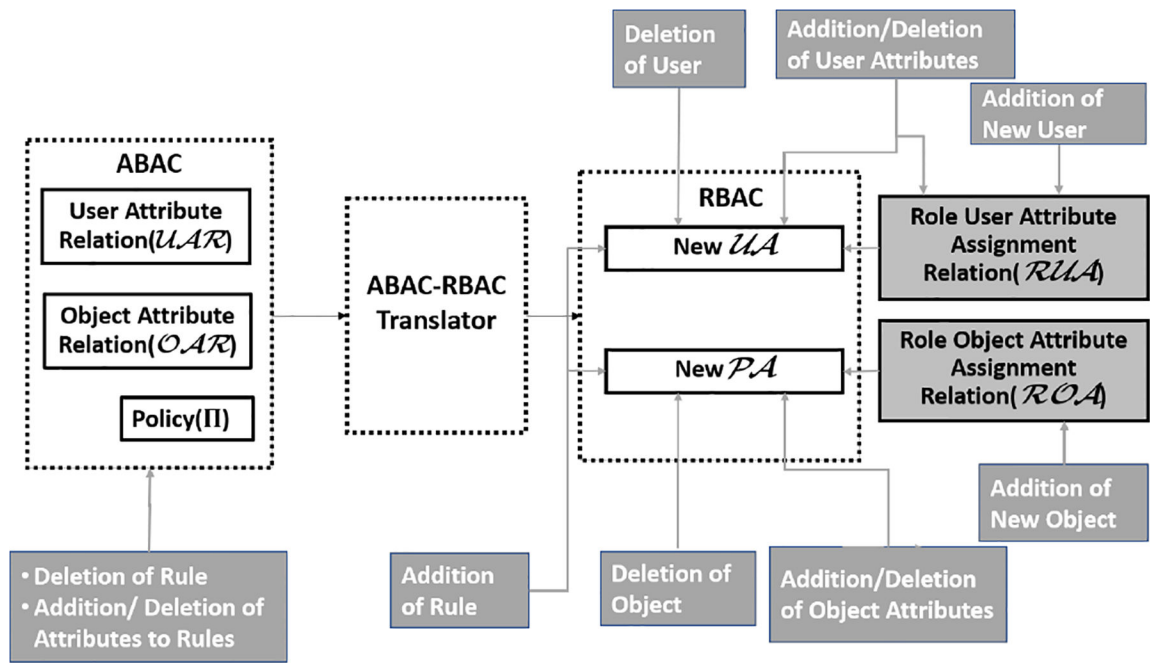 Deletion
of User
Addition/Deletion
of User Attributes
Addition of
New User
ABAC
User Attribute
Relation(𝒰𝒜ℛ)
Object Attribute
Relation(𝒪𝒜ℛ)
Policy(Π)
ABAC-RBAC
Translator
RBAC
New 𝒰𝒜
New 𝒫𝒜
Role User Attribute
Assignment
Relation( ℛ𝒰𝒜)
Role Object Attribute
Assignment
Relation( ℛ𝒪𝒜)
Addition of
New Object
• Deletion of Rule
• Addition/ Deletion of
Attributes to Rules
Addition
of Rule
Deletion of
Object
Addition/Deletion
of Object Attributes